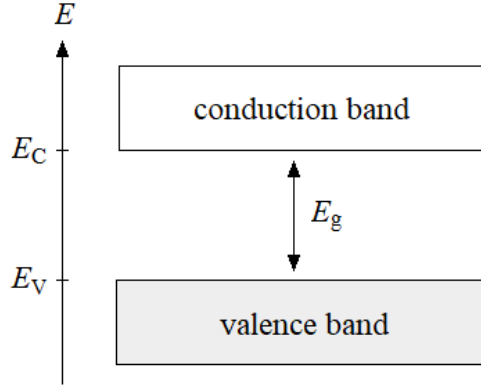 E
conduction band
E_C
E_g
E_V
valence band